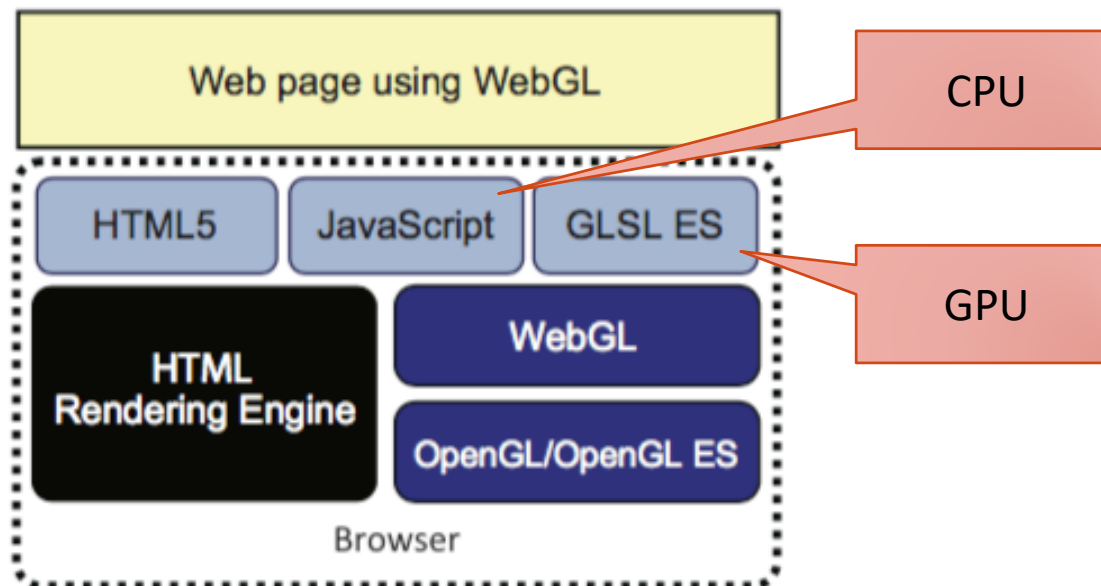 Web page using WebGL
CPU
HTML5
JavaScript
GLSL ES
GPU
HTML
Rendering Engine
WebGL
OpenGL/OpenGL ES
Browser